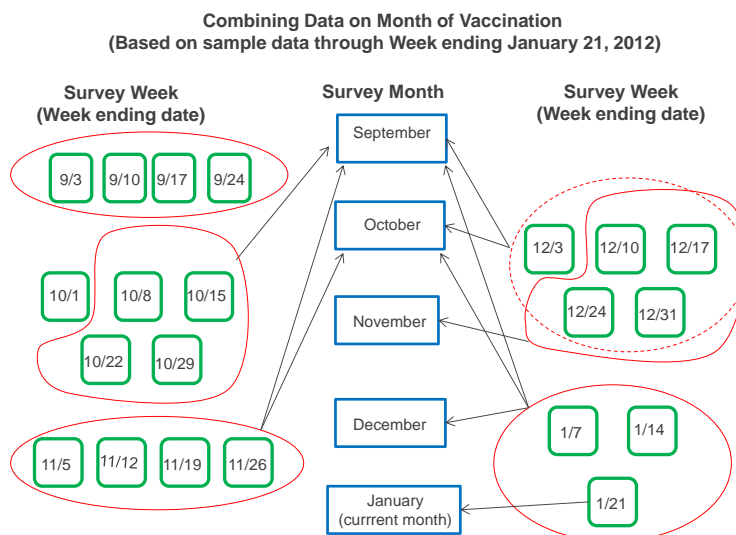 Combining Data on Month of Vaccination
(Based on sample data through Week ending January 21, 2012)
Survey Week
(Week ending date)
9/3 9/10 9/17 9/24
10/1 10/8 10/15
10/22 10/29
11/5 11/12 11/19 11/26
Survey Month
September
October
November
December
January
(currrent month)
Survey Week
(Week ending date)
12/3 12/10 12/17
12/24 12/31
1/7 1/14
1/21